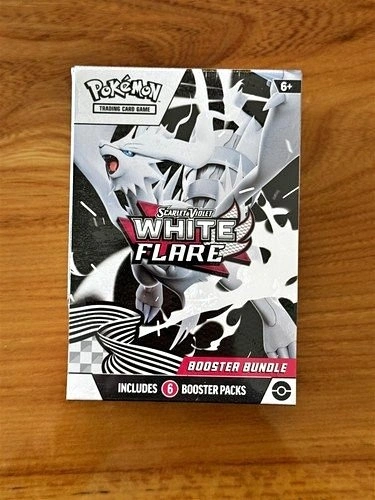 POKéMON
TRADING CARD GAME
6+
SCARLET & VIOLET
WHITE
FLARE
BOOSTER BUNDLE
INCLUDES 6 BOOSTER PACKS